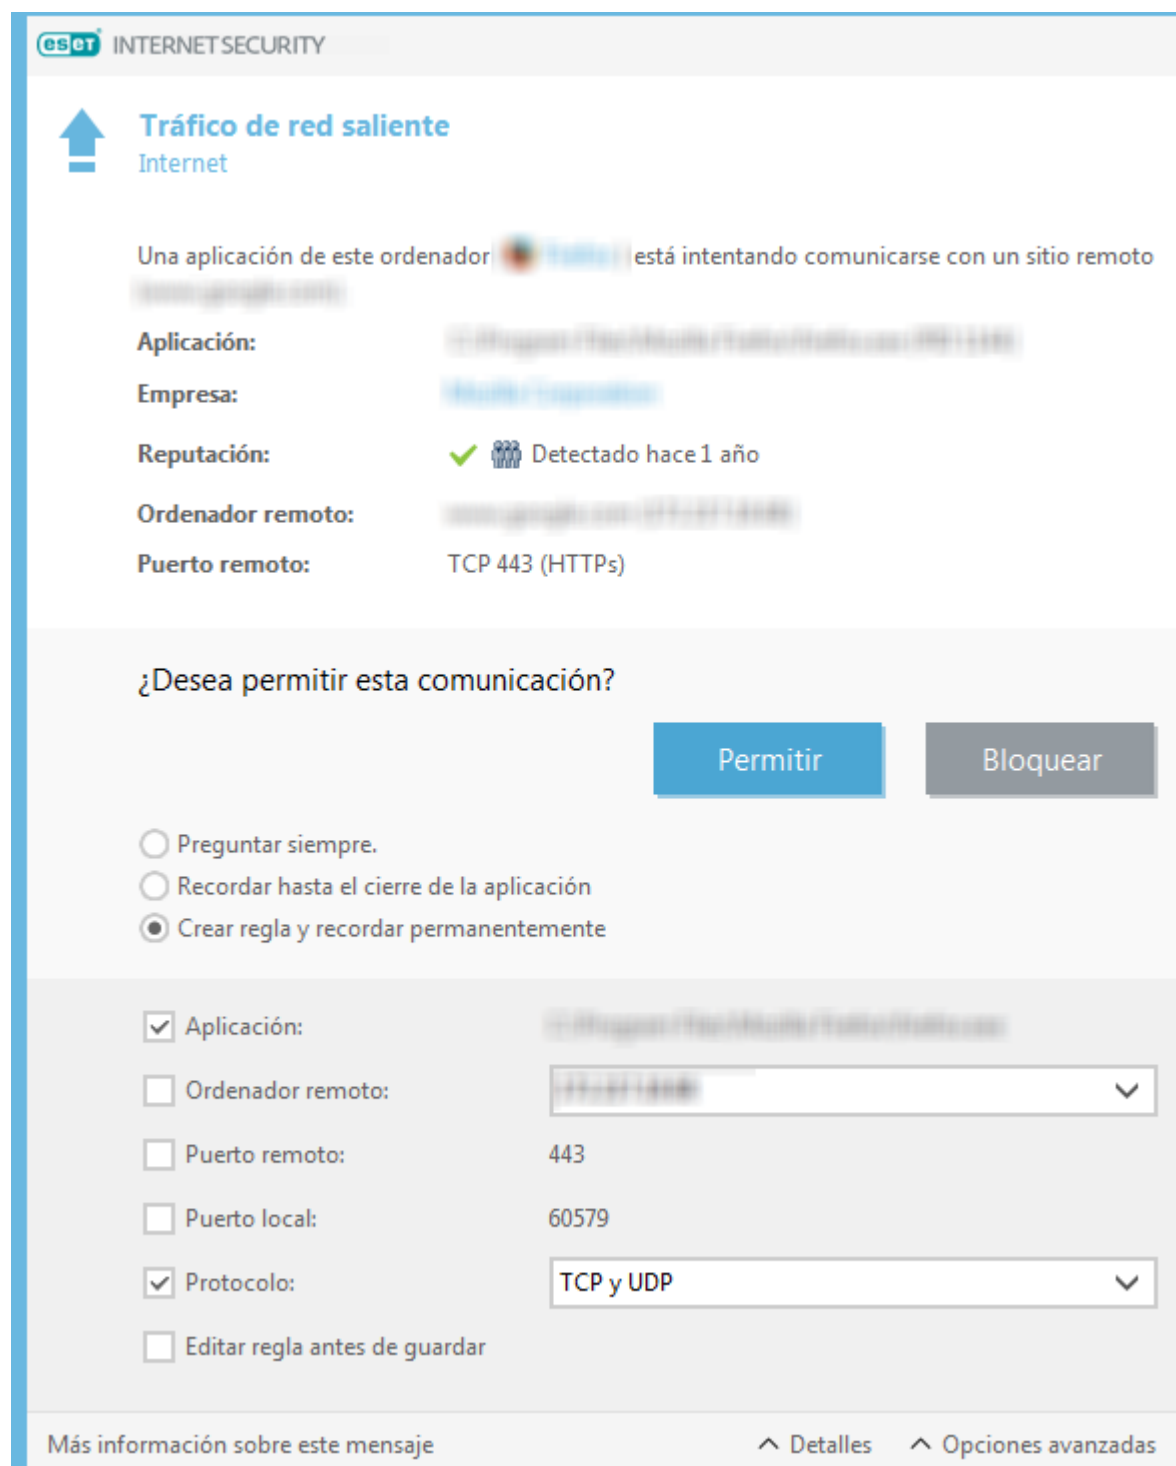 eset INTERNET SECURITY
Tráfico de red saliente
Internet
Una aplicación de este ordenador está intentando comunicarse con un sitio remoto
Aplicación:
Empresa:
Reputación: Detectado hace 1 año
Ordenador remoto:
Puerto remoto: TCP 443 (HTTPs)
¿Desea permitir esta comunicación?
Permitir Bloquear
Preguntar siempre.
Recordar hasta el cierre de la aplicación
Crear regla y recordar permanentemente
Aplicación:
Ordenador remoto:
Puerto remoto: 443
Puerto local: 60579
Protocolo: TCP y UDP
Editar regla antes de guardar
Más información sobre este mensaje Detalles Opciones avanzadas